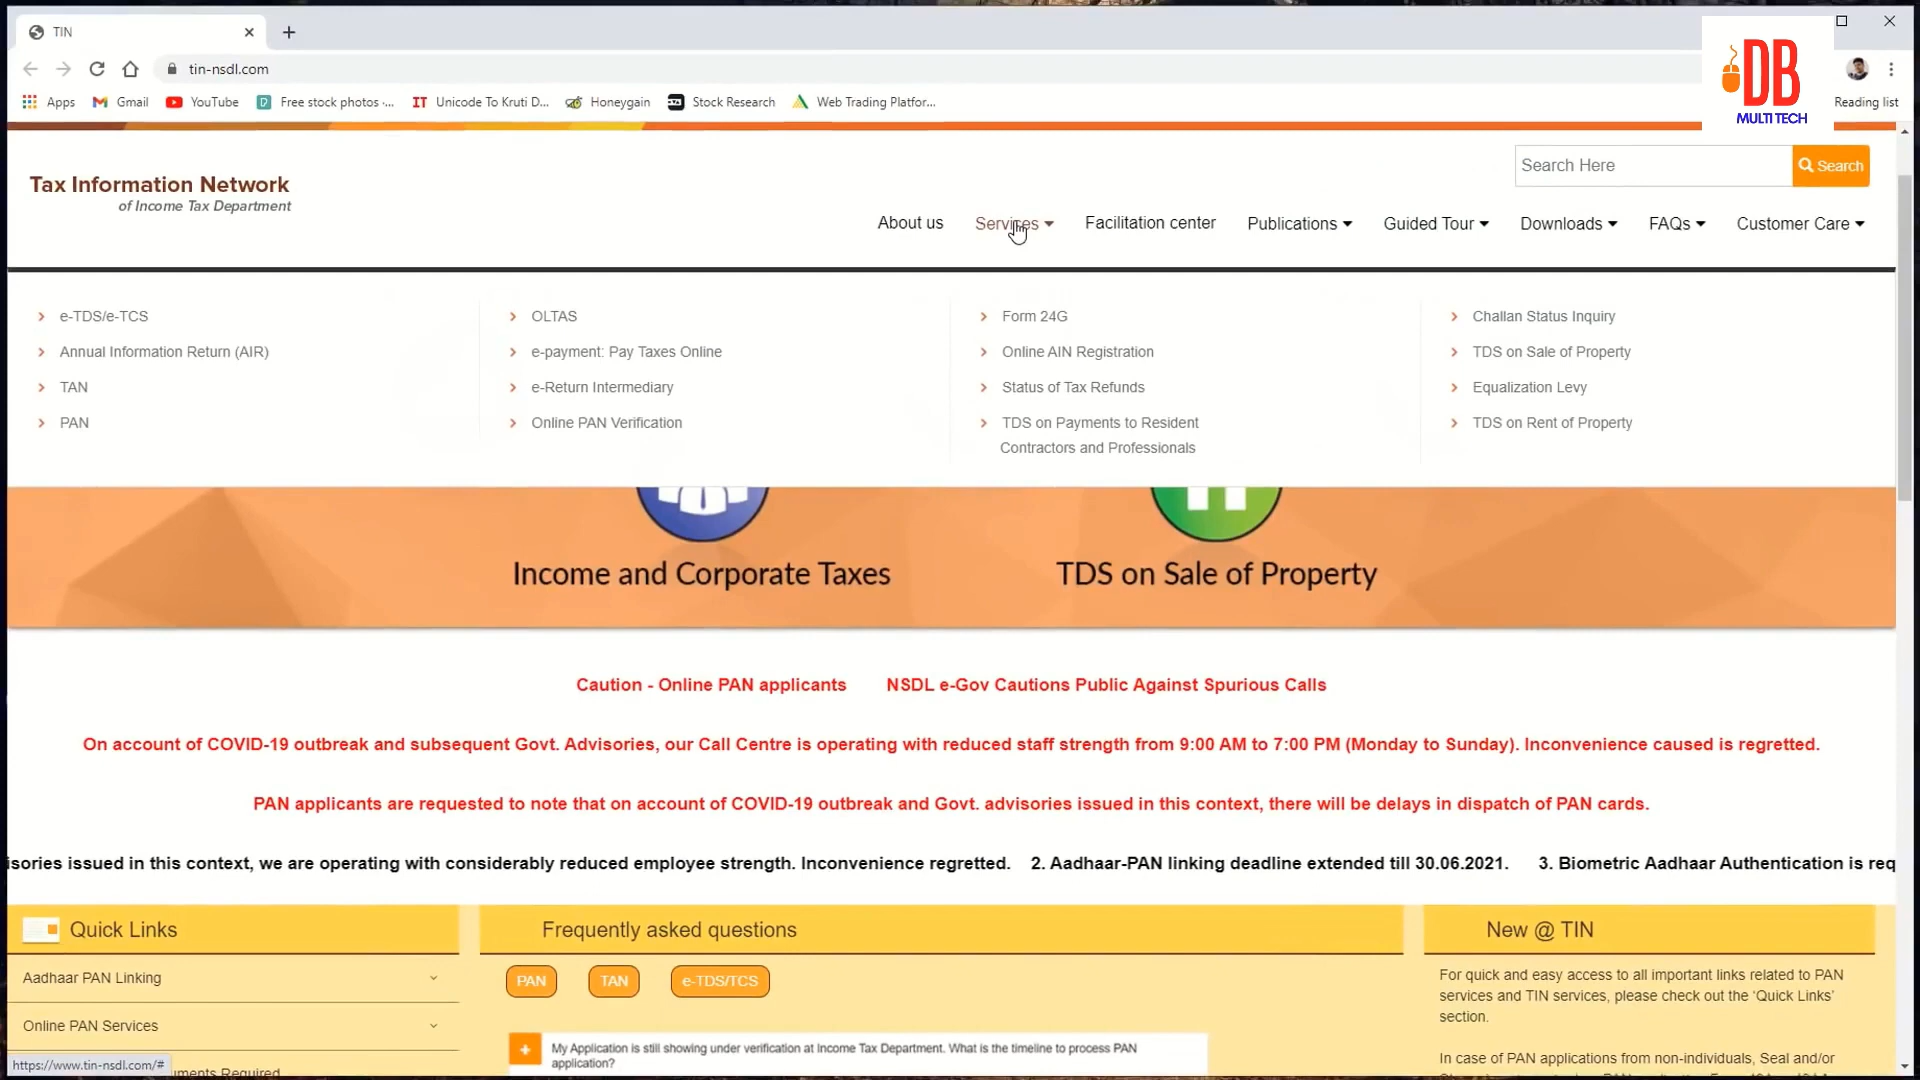 TIN
tin-nsdl.com
Apps Gmail YouTube Free stock photos -... Unicode To Kruti D... Honeygain Stock Research Web Trading Platfor...
DB
MULTI TECH
Reading list
Search Here Search
Tax Information Network
of Income Tax Department
About us Services Facilitation center Publications Guided Tour Downloads FAQs Customer Care
e-TDS/e-TCS OLTAS Form 24G Challan Status Inquiry
Annual Information Return (AIR) e-payment: Pay Taxes Online Online AIN Registration TDS on Sale of Property
TAN e-Return Intermediary Status of Tax Refunds Equalization Levy
PAN Online PAN Verification TDS on Payments to Resident TDS on Rent of Property
Contractors and Professionals
Income and Corporate Taxes TDS on Sale of Property
Caution - Online PAN applicants NSDL e-Gov Cautions Public Against Spurious Calls
On account of COVID-19 outbreak and subsequent Govt. Advisories, our Call Centre is operating with reduced staff strength from 9:00 AM to 7:00 PM (Monday to Sunday). Inconvenience caused is regretted.
PAN applicants are requested to note that on account of COVID-19 outbreak and Govt. advisories issued in this context, there will be delays in dispatch of PAN cards.
isories issued in this context, we are operating with considerably reduced employee strength. Inconvenience regretted. 2. Aadhaar-PAN linking deadline extended till 30.06.2021. 3. Biometric Aadhaar Authentication is req
Quick Links Frequently asked questions New @ TIN
Aadhaar PAN Linking PAN TAN e-TDS/TCS
For quick and easy access to all important links related to PAN
services and TIN services, please check out the 'Quick Links'
section.
Online PAN Services
My Application is still showing under verification at Income Tax Department. What is the timeline to process PAN
application?
In case of PAN applications from non-individuals, Seal and/or
https://www.tin-nsdl.com/#
uments Required